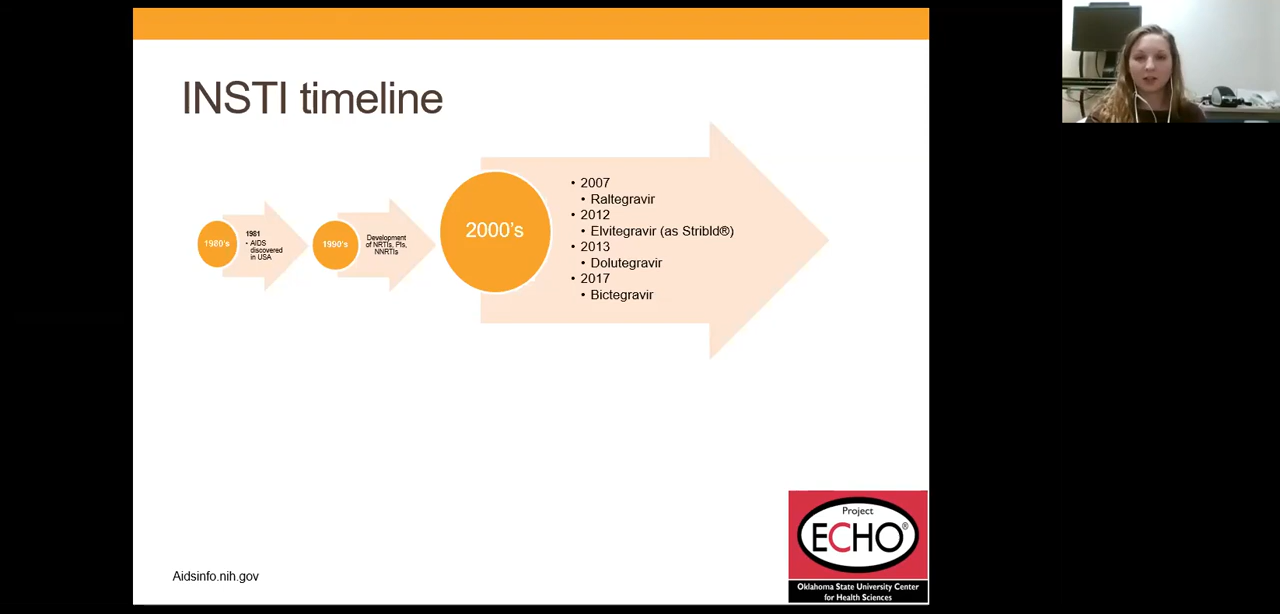 INSTI timeline
1980's
1981
• AIDS
discovered
in USA
1990's
Development
of NRTIs, PIs,
NNRTIs
2000's
• 2007
• Raltegravir
• 2012
• Elvitegravir (as Stribld®)
• 2013
• Dolutegravir
• 2017
• Bictegravir
Project
ECHO®
Oklahoma State University Center
for Health Sciences
Aidsinfo.nih.gov